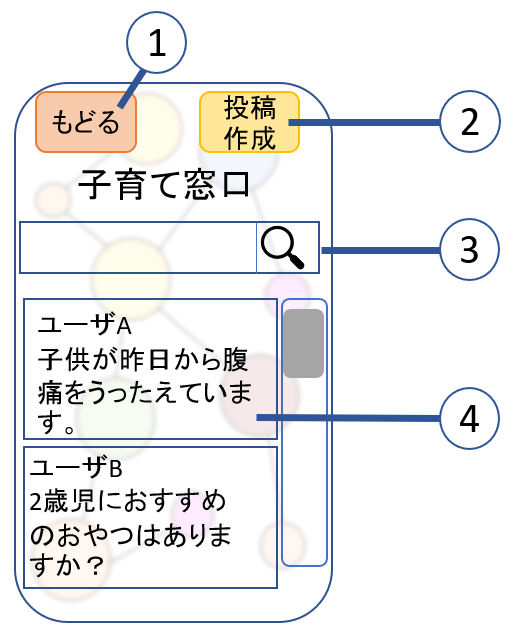 1
もどる
投稿
作成
2
子育て窓口
3
ユーザA
子供が昨日から腹
痛をうったえていま
す。
4
ユーザB
2歳児におすすめ
のおやつはありま
すか？